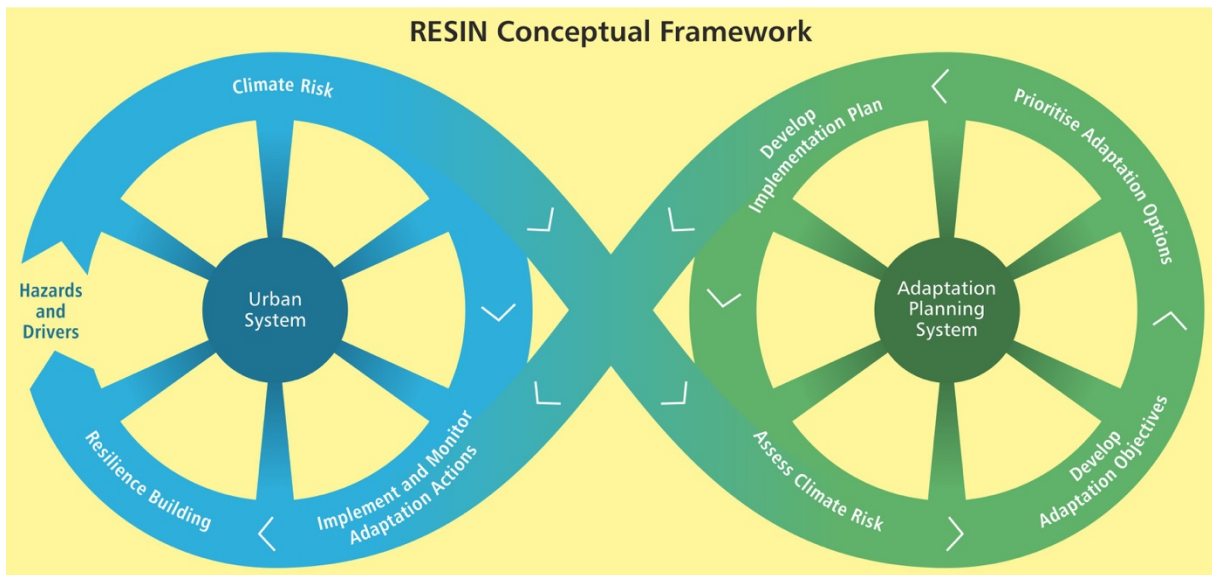 RESIN Conceptual Framework
Climate Risk
Hazards
and
Drivers
Urban
System
Resilience Building
Implement and Monitor
Adaptation Actions
Develop
Implementation Plan
Prioritise Adaptation Options
Adaptation
Planning
System
Assess Climate Risk
Develop
Adaptation Objectives